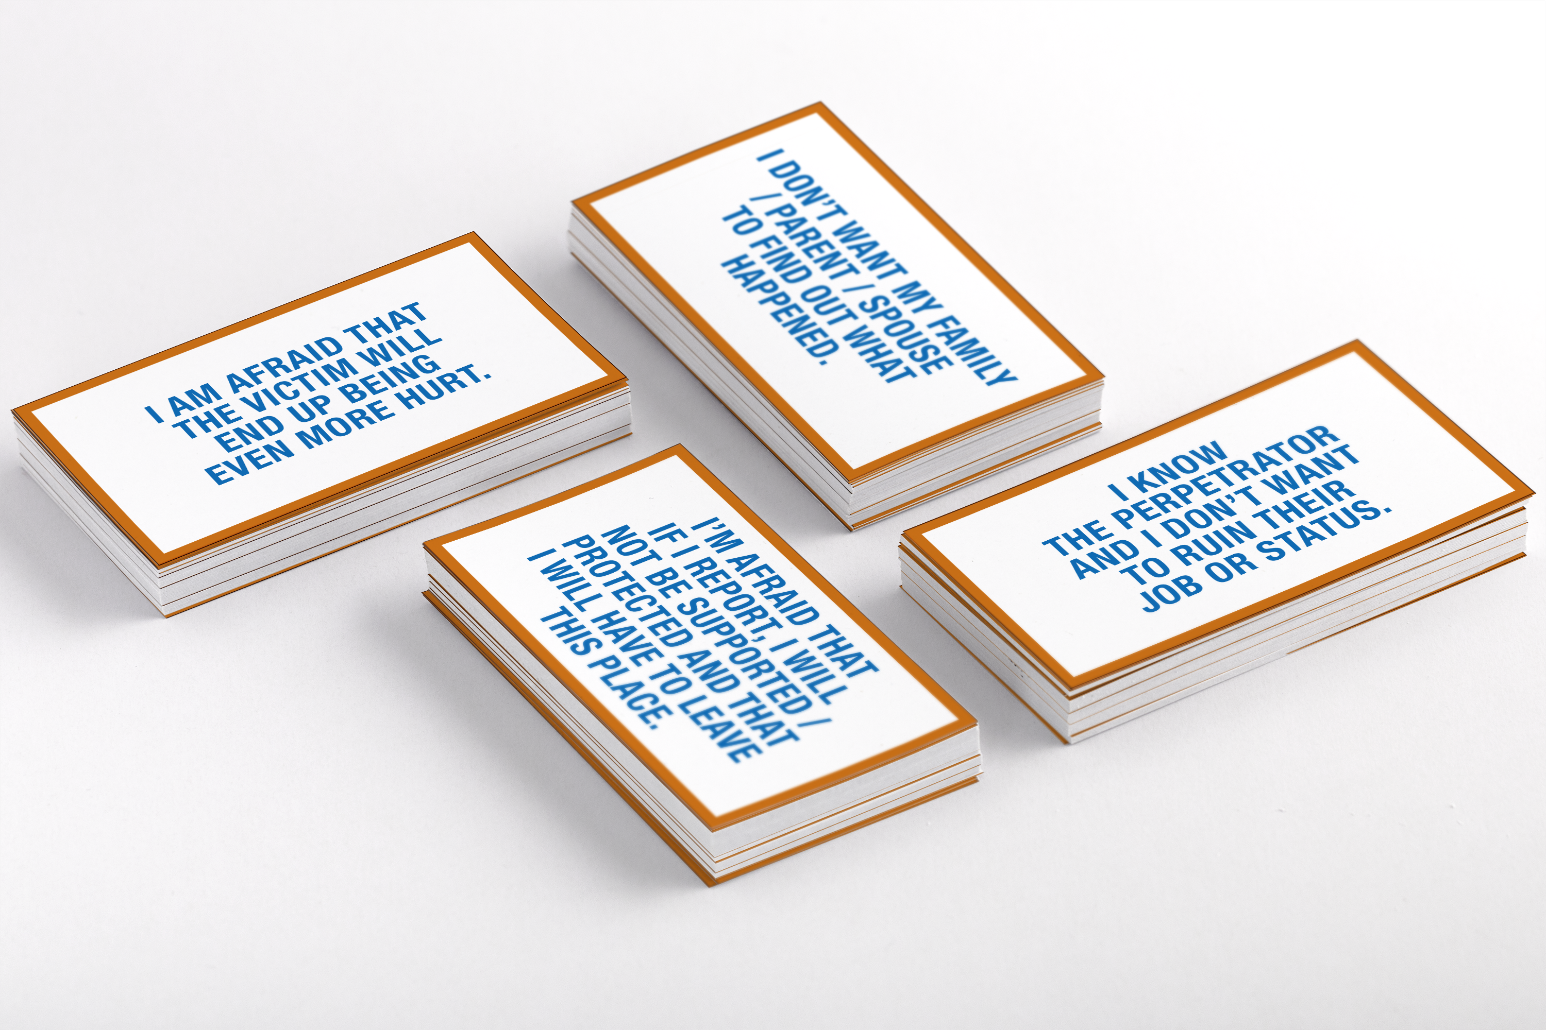 I AM AFRAID THAT
THE VICTIM WILL
END UP BEING
EVEN MORE HURT.
I DON'T WANT MY FAMILY
/ PARENT / SPOUSE
TO FIND OUT WHAT
HAPPENED.
I'M AFRAID THAT
IF I REPORT, I WILL
NOT BE SUPPORTED /
PROTECTED AND THAT
I WILL HAVE TO LEAVE
THIS PLACE.
I KNOW
THE PERPETRATOR
AND I DON'T WANT
TO RUIN THEIR
JOB OR STATUS.